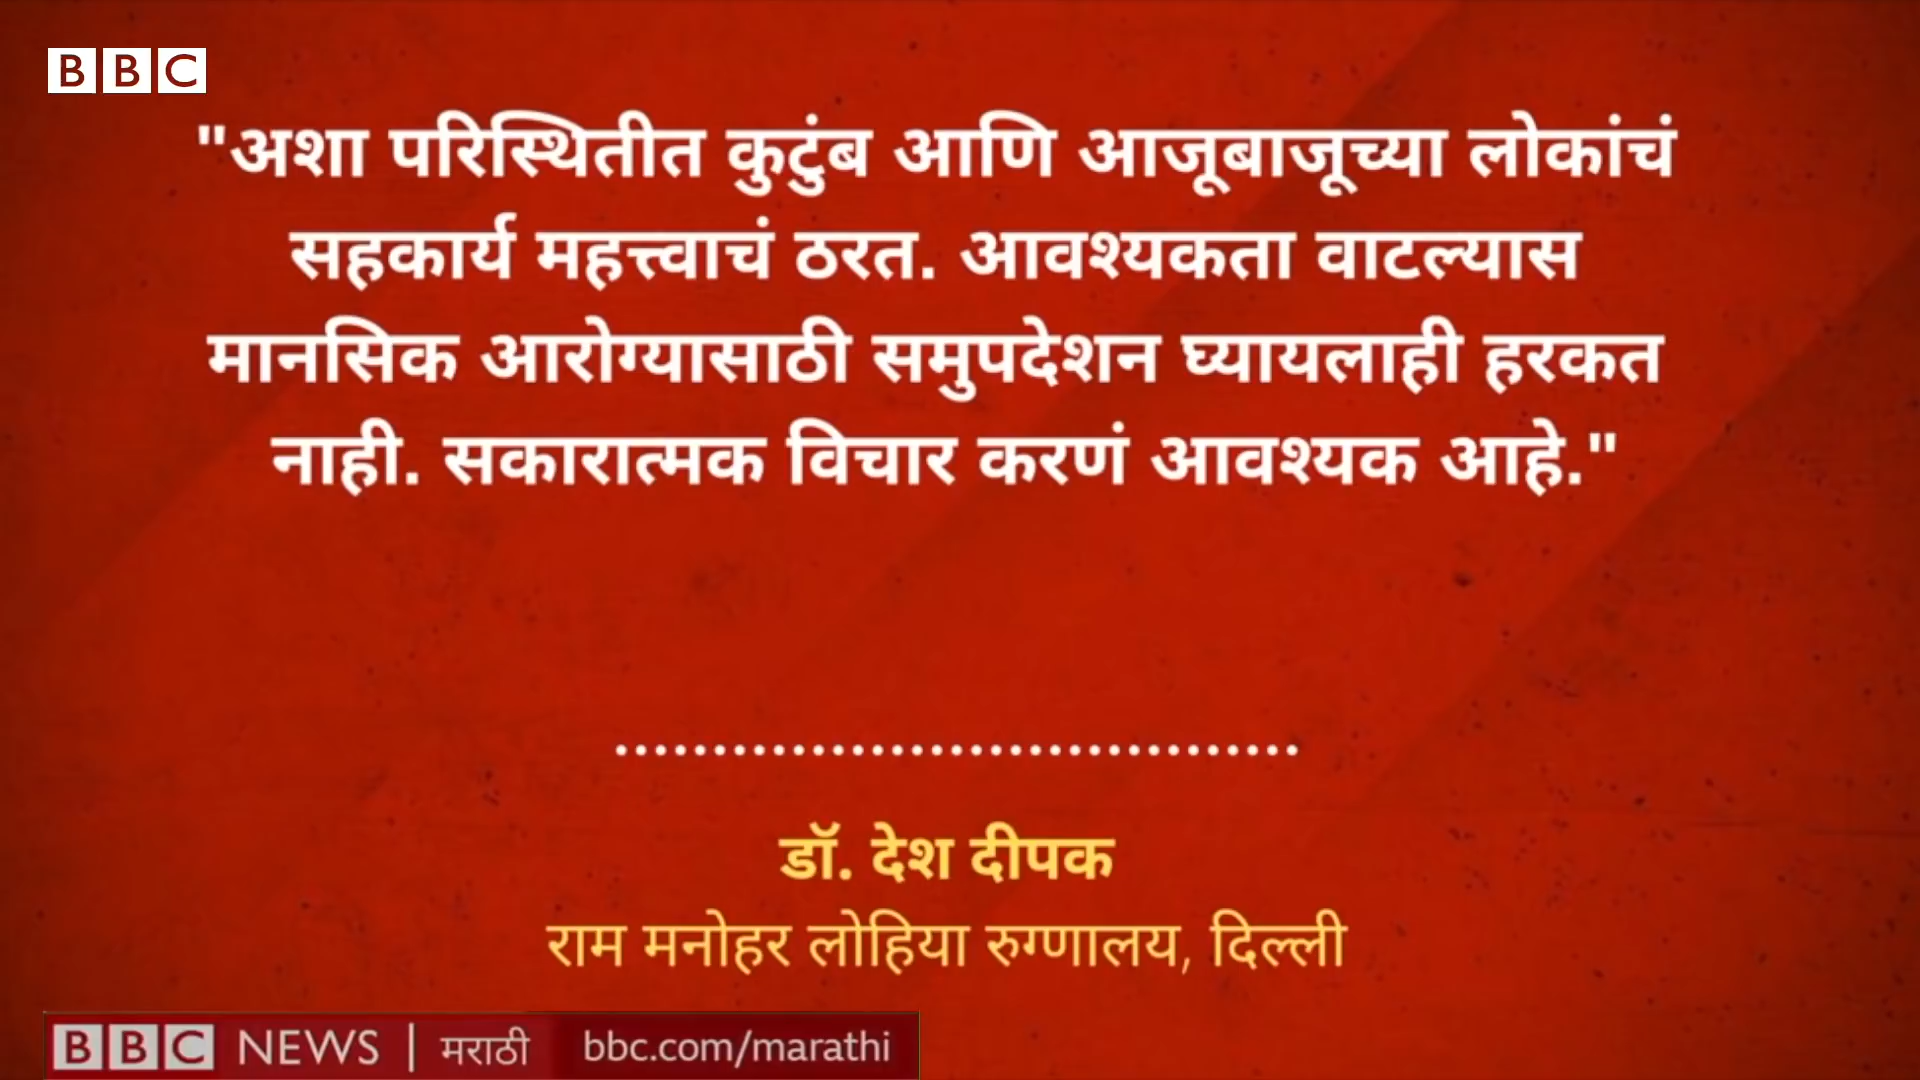 BBC
"अशा परिस्थितीत कुटुंब आणि आजूबाजूच्या लोकांचं
सहकार्य महत्त्वाचं ठरत. आवश्यकता वाटल्यास
मानसिक आरोग्यासाठी समुपदेशन घ्यायलाही हरकत
नाही. सकारात्मक विचार करणं आवश्यक आहे."
डॉ. देश दीपक
राम मनोहर लोहिया रुग्णालय, दिल्ली
BBC NEWS | मराठी bbc.com/marathi